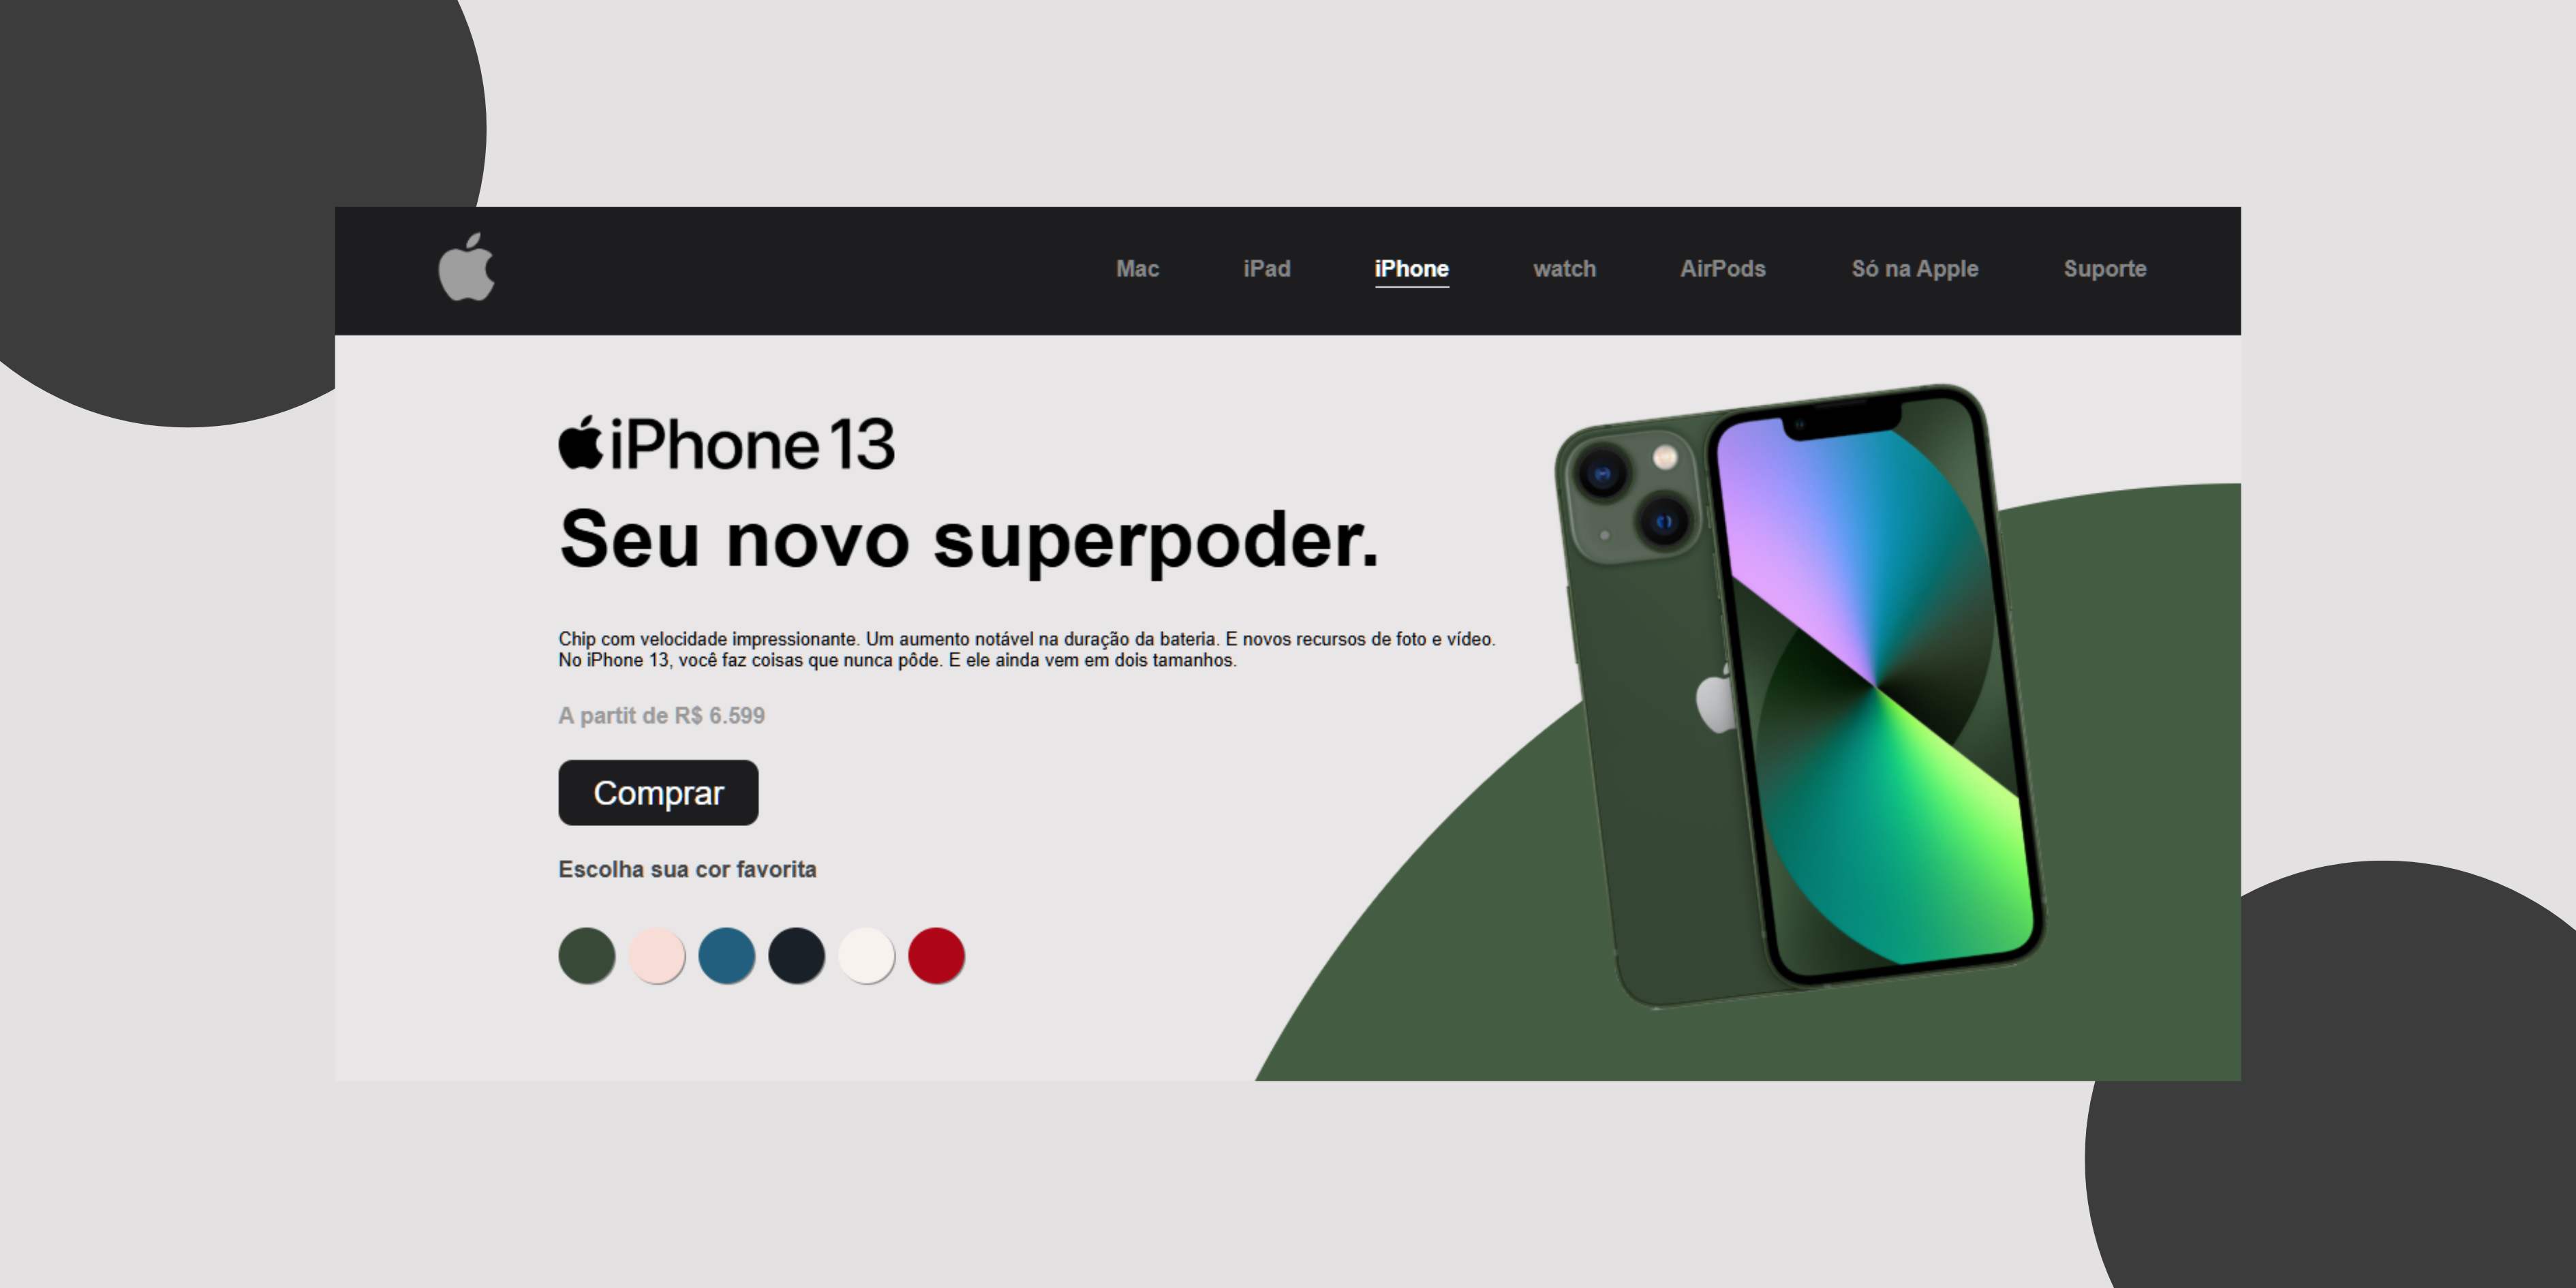 Mac iPad iPhone watch AirPods Só na Apple Suporte
iPhone 13
Seu novo superpoder.
Chip com velocidade impressionante. Um aumento notável na duração da bateria. E novos recursos de foto e vídeo.
No iPhone 13, você faz coisas que nunca pôde. E ele ainda vem em dois tamanhos.
A partit de R$ 6.599
Comprar
Escolha sua cor favorita